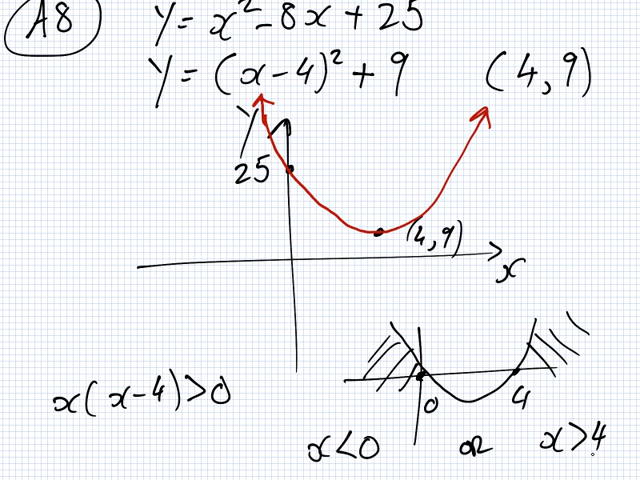 A8
y = x² - 8x + 25
y = (x - 4)² + 9 (4, 9)
y
25
(4, 9)
x
x(x - 4) > 0
0 4
x < 0 or x > 4